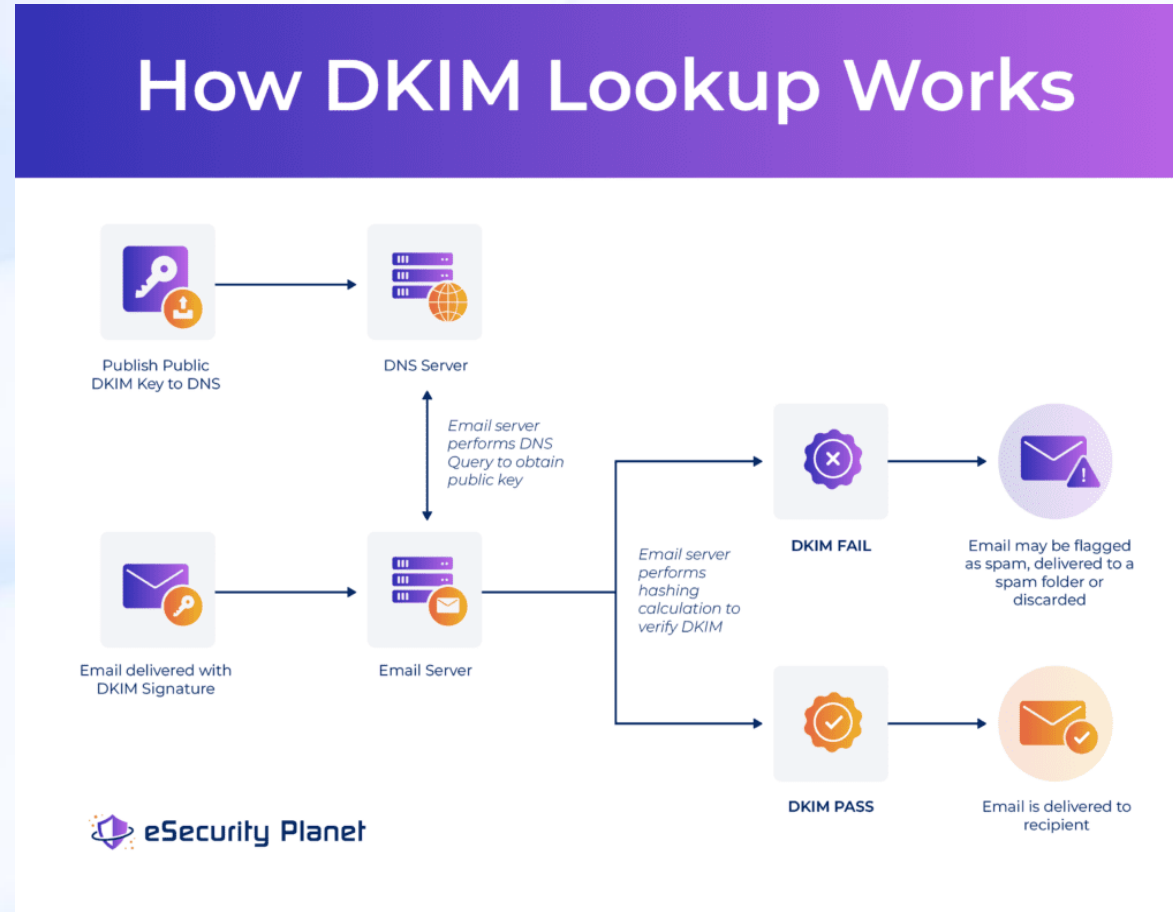 How DKIM Lookup Works
Publish Public
DKIM Key to DNS
DNS Server
Email server
performs DNS
Query to obtain
public key
Email delivered with
DKIM Signature
Email Server
Email server
performs
hashing
calculation to
verify DKIM
DKIM FAIL
Email may be flagged
as spam, delivered to a
spam folder or
discarded
DKIM PASS
Email is delivered to
recipient
eSecurity Planet